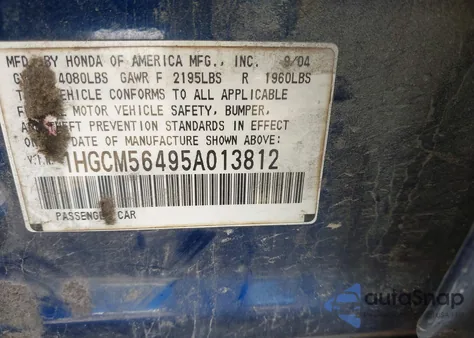 MFD. BY HONDA OF AMERICA MFG., INC. 9/04
4080LBS GAWR F 2195LBS R 1960LBS
VEHICLE CONFORMS TO ALL APPLICABLE
MOTOR VEHICLE SAFETY, BUMPER,
THEFT PREVENTION STANDARDS IN EFFECT
DATE OF MANUFACTURE SHOWN ABOVE:
1HGCM56495A013812
PASSENGER CAR
autoSnap